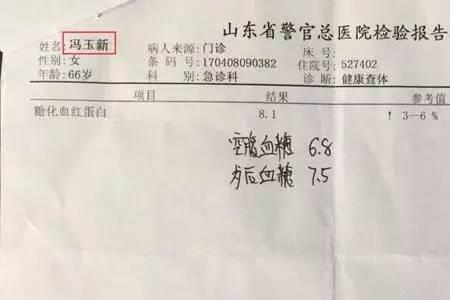 山东省警官总医院检验报告
姓名:冯玉新 病人来源:门诊 床 号:
性别:女 条 码 号:170408090382 住院号:527402
年龄:66岁 科 别:急诊科 诊 断:健康查体
项目 结果 参考值
糖化血红蛋白 8.1 ↑ 3—6 %
空腹血糖 6.8
后血糖 7.5